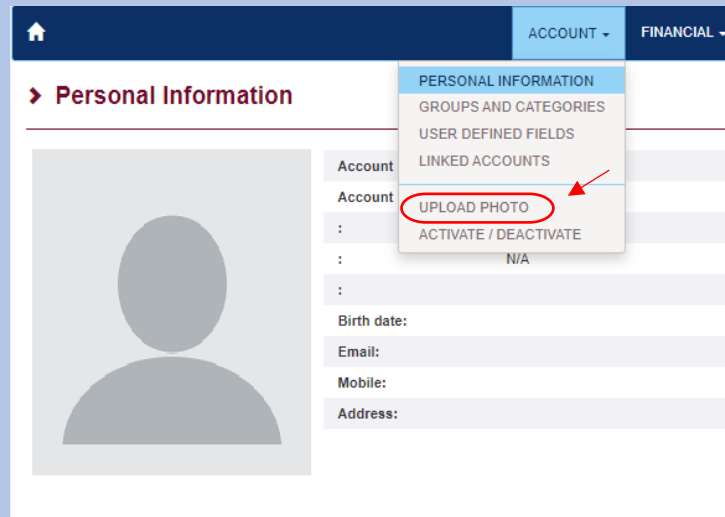 ACCOUNT FINANCIAL
Personal Information
PERSONAL INFORMATION
GROUPS AND CATEGORIES
USER DEFINED FIELDS
LINKED ACCOUNTS
UPLOAD PHOTO
ACTIVATE / DEACTIVATE
Account
Account
:
: N/A
:
Birth date:
Email:
Mobile:
Address: